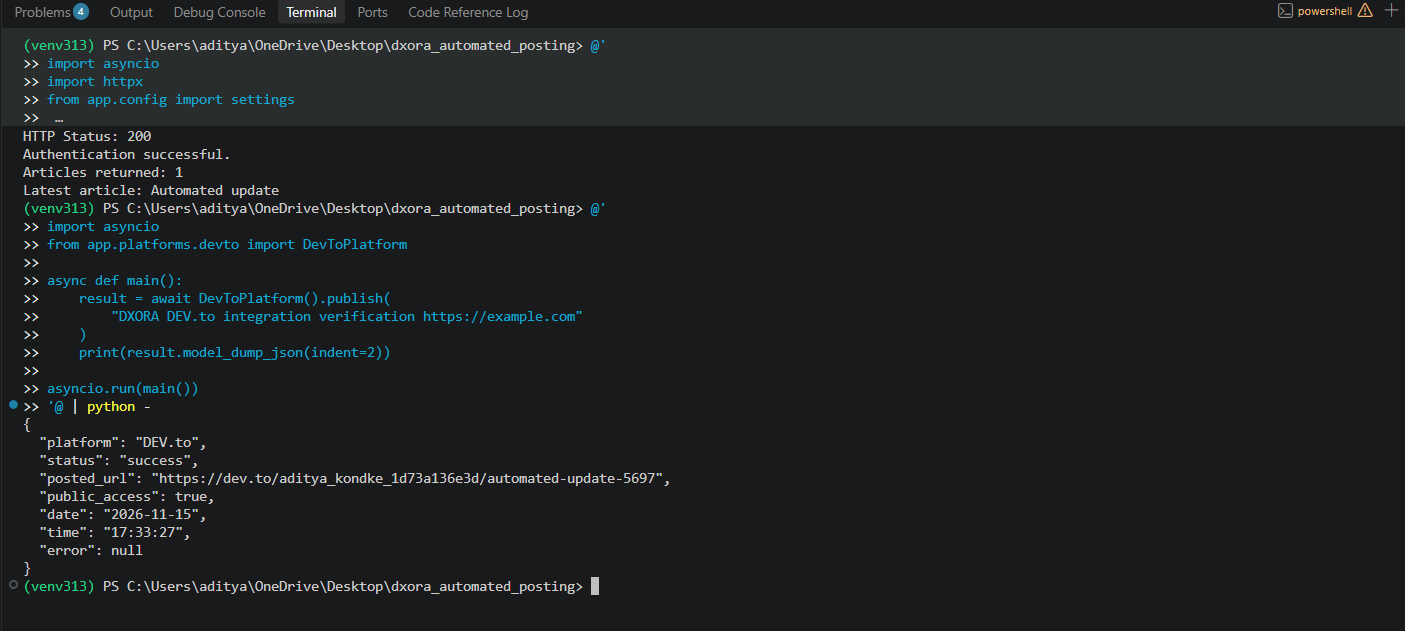 Problems 4 Output Debug Console Terminal Ports Code Reference Log powershell
(venv313) PS C:\Users\aditya\OneDrive\Desktop\dxora_automated_posting> @'
>> import asyncio
>> import httpx
>> from app.config import settings
>> …
HTTP Status: 200
Authentication successful.
Articles returned: 1
Latest article: Automated update
(venv313) PS C:\Users\aditya\OneDrive\Desktop\dxora_automated_posting> @'
>> import asyncio
>> from app.platforms.devto import DevToPlatform
>>
>> async def main():
>>     result = await DevToPlatform().publish(
>>         "DXORA DEV.to integration verification https://example.com"
>>     )
>>     print(result.model_dump_json(indent=2))
>>
>> asyncio.run(main())
>> '@ | python -
{
  "platform": "DEV.to",
  "status": "success",
  "posted_url": "https://dev.to/aditya_kondke_1d73a136e3d/automated-update-5697",
  "public_access": true,
  "date": "2026-11-15",
  "time": "17:33:27",
  "error": null
}
(venv313) PS C:\Users\aditya\OneDrive\Desktop\dxora_automated_posting>